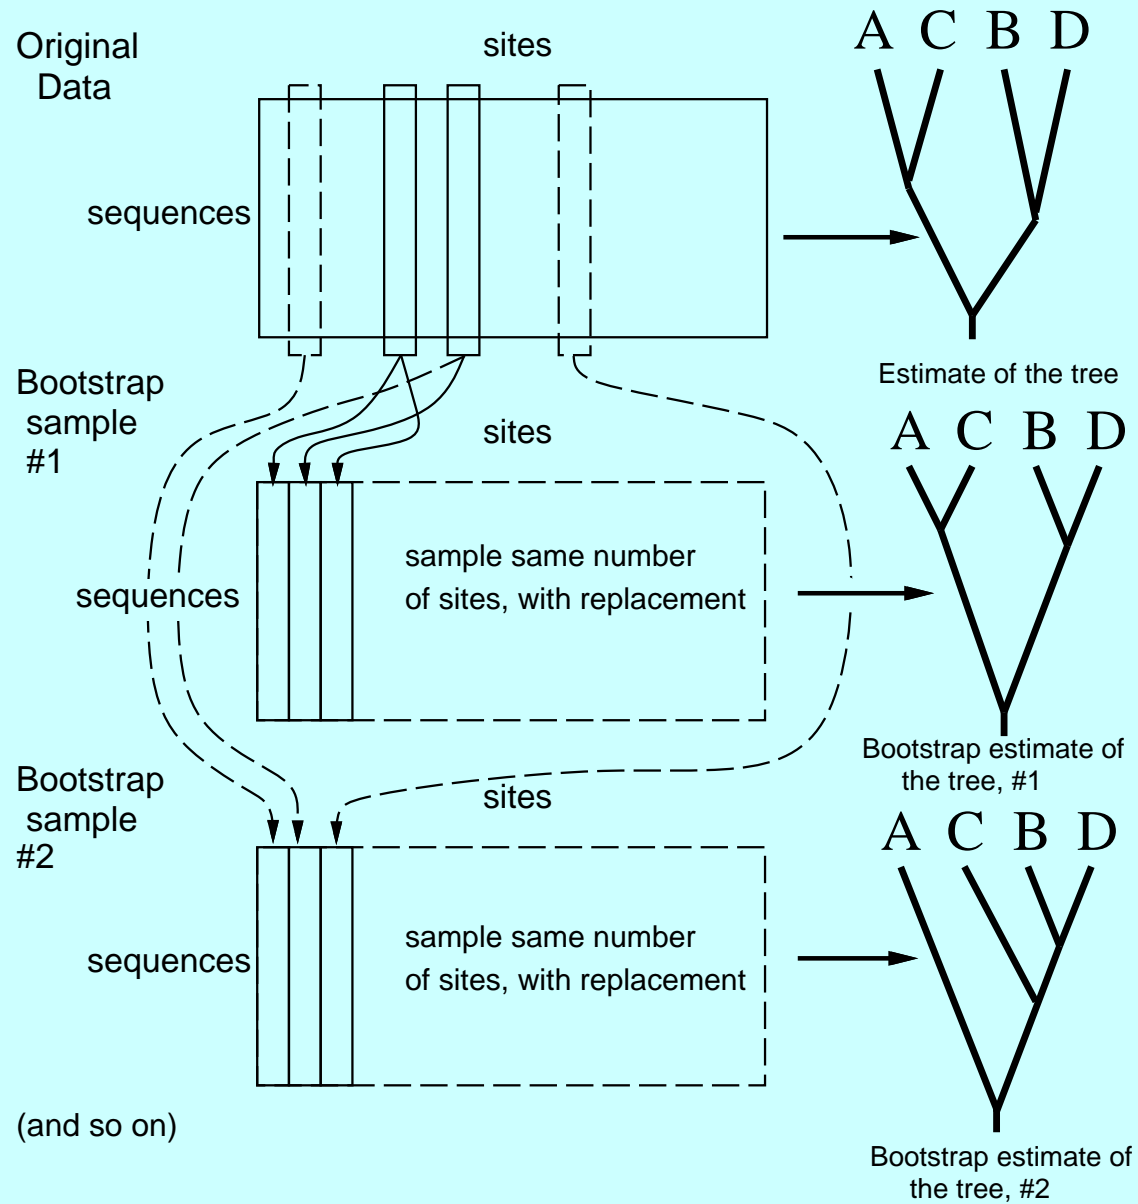 Original
Data
sites
sequences
A C B D
Estimate of the tree
Bootstrap
sample
#1
sites
sequences
sample same number
of sites, with replacement
A C B D
Bootstrap estimate of
the tree, #1
Bootstrap
sample
#2
sites
sequences
sample same number
of sites, with replacement
A C B D
Bootstrap estimate of
the tree, #2
(and so on)